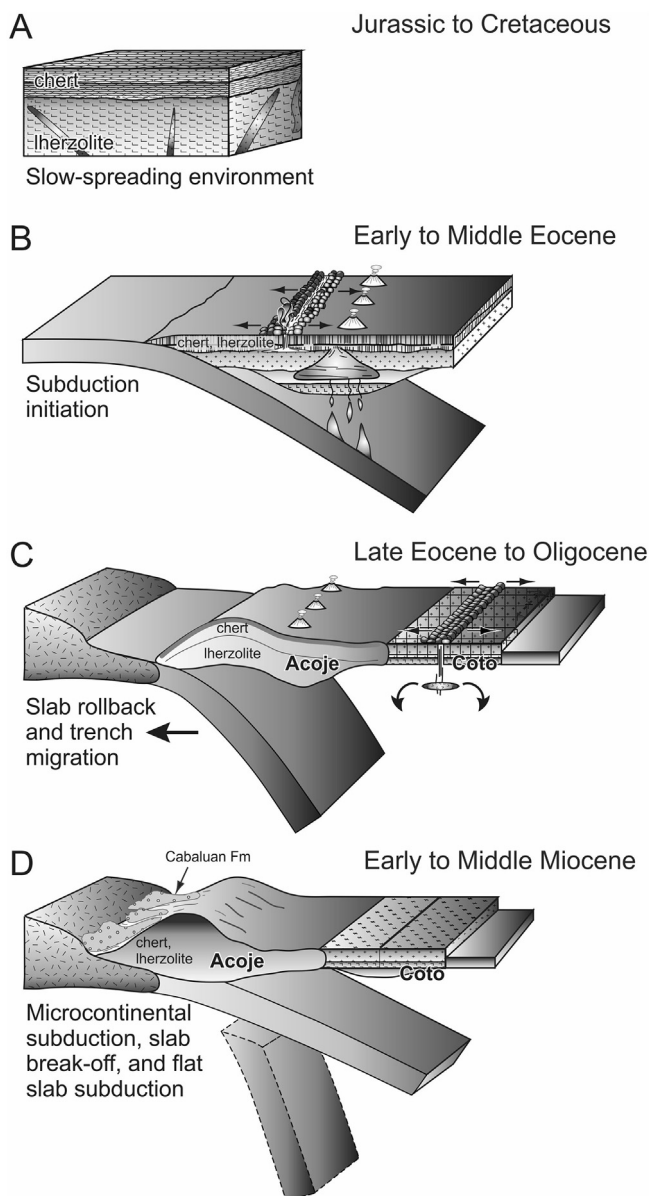 A
Jurassic to Cretaceous
chert
lherzolite
Slow-spreading environment
B
Early to Middle Eocene
chert, lherzolite
Subduction
initiation
C
Late Eocene to Oligocene
chert
lherzolite
Acoje
Coto
Slab rollback
and trench
migration
D
Early to Middle Miocene
Cabaluan Fm
chert,
lherzolite
Acoje
Coto
Microcontinental
subduction, slab
break-off, and flat
slab subduction